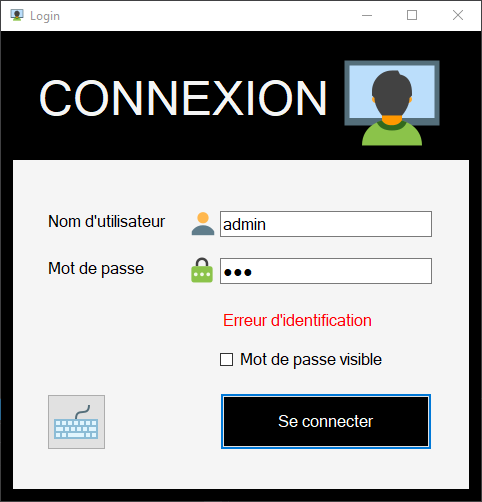 Login
CONNEXION
Nom d'utilisateur
admin
Mot de passe
●●●
Erreur d'identification
Mot de passe visible
Se connecter